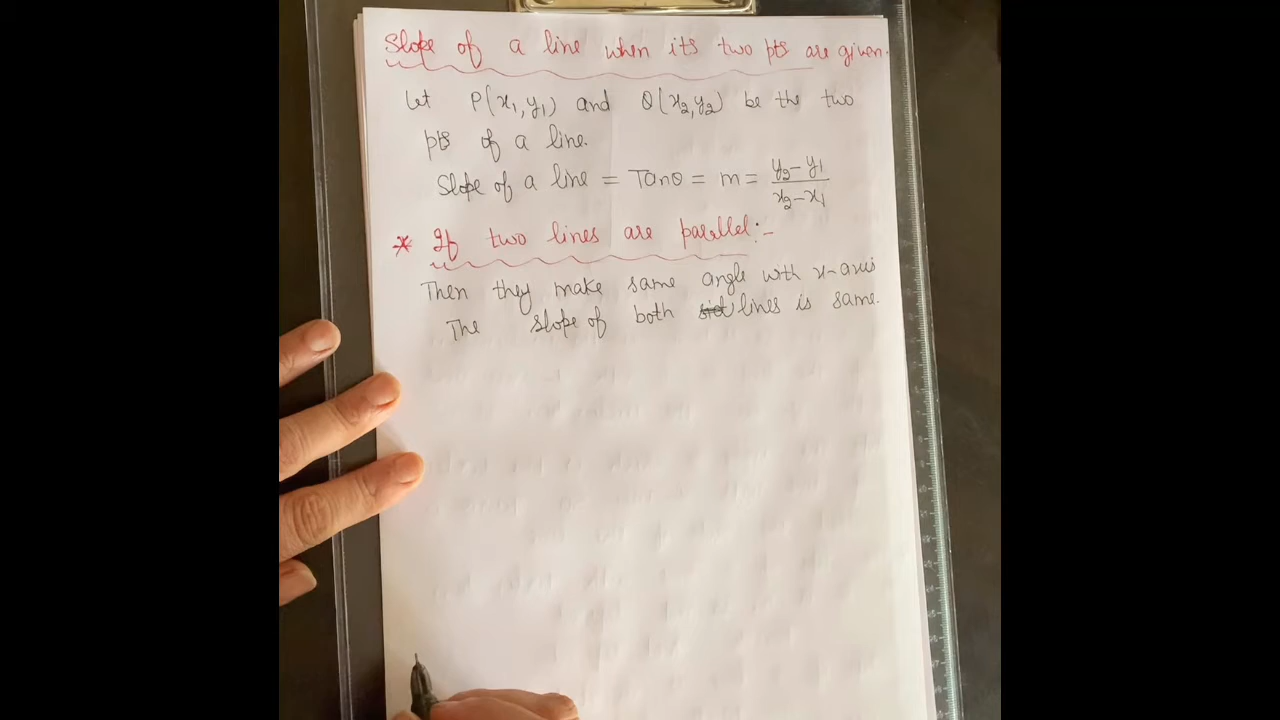 Slope of a line when its two pts are given.
Let P(x₁,y₁) and Q(x₂,y₂) be the two
pts of a line.
Slope of a line = Tanθ = m = (y₂-y₁)/(x₂-x₁)
* If two lines are parallel:-
Then they make same angle with x-axis
The slope of both lines is same.